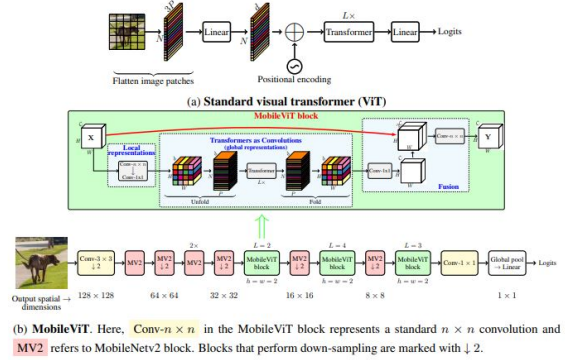 3P
d
L×
N
Linear
N
Transformer
Linear
Logits
Flatten image patches
Positional encoding
(a) Standard visual transformer (ViT)
MobileViT block
X
H
W
Local
representations
Conv-n × n
Conv-1x1
Transformers as Convolutions
(global representations)
H
W
N
P
Transformer
L×
N
P
H
W
Unfold
Fold
Conv-1x1
Conv-n × n
Y
H
W
Fusion
2×
L = 2
L = 4
L = 3
Conv-3 × 3
↓ 2
MV2
MV2
↓ 2
MV2
MV2
↓ 2
MobileViT
block
MV2
↓ 2
MobileViT
block
MV2
↓ 2
MobileViT
block
Conv-1 × 1
Global pool
→ Linear
Logits
h = w = 2
h = w = 2
h = w = 2
Output spatial →
dimensions
128 × 128
64 × 64
32 × 32
16 × 16
8 × 8
1 × 1
(b) MobileViT. Here, Conv-n × n in the MobileViT block represents a standard n × n convolution and
MV2 refers to MobileNetv2 block. Blocks that perform down-sampling are marked with ↓ 2.